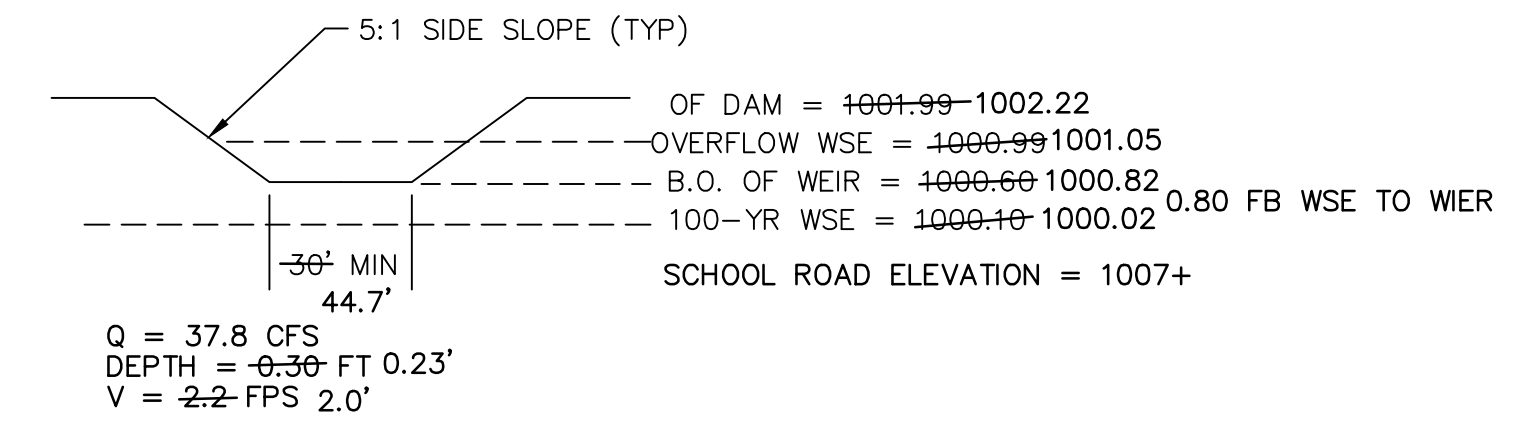 5:1 SIDE SLOPE (TYP)
OF DAM = 1001.99 1002.22
OVERFLOW WSE = 1000.99 1001.05
B.O. OF WEIR = 1000.60 1000.82
0.80 FB WSE TO WIER
100-YR WSE = 1000.10 1000.02
30' MIN
44.7'
SCHOOL ROAD ELEVATION = 1007+
Q = 37.8 CFS
DEPTH = 0.30 FT 0.23'
V = 2.2 FPS 2.0'